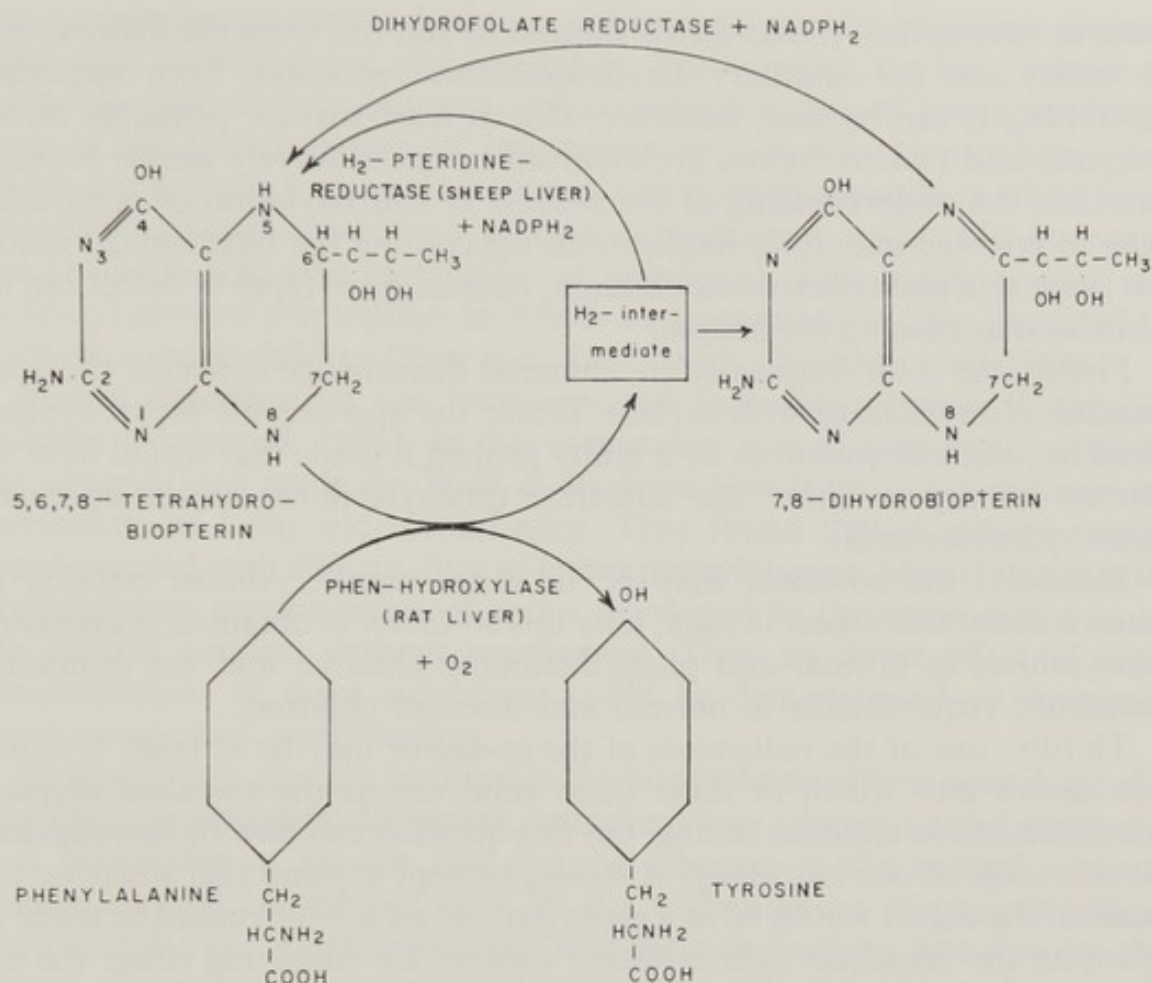 DIHYDROFOLATE REDUCTASE + NADPH2
H2-PTERIDINE-
REDUCTASE (SHEEP LIVER)
+ NADPH2
OH
C
4
N3
H
N
5
H H H
6C-C-C-CH3
OH OH
C
H2N·C2
C
7CH2
N
1
8
N
H
5,6,7,8-TETRAHYDRO-
BIOPTERIN
H2-inter-
mediate
OH
C
N
N
C
H H
C-C-C-CH3
OH OH
H2N·C
C
7CH2
N
8
N
H
7,8-DIHYDROBIOPTERIN
PHEN-HYDROXYLASE
(RAT LIVER)
+ O2
OH
PHENYLALANINE
CH2
HCNH2
COOH
TYROSINE
CH2
HCNH2
COOH